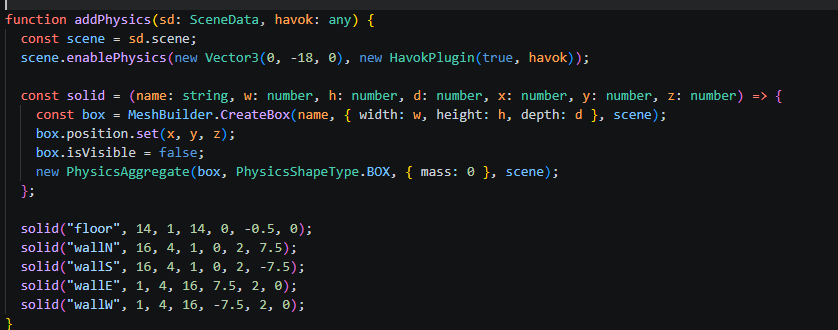 function addPhysics(sd: SceneData, havok: any) {
  const scene = sd.scene;
  scene.enablePhysics(new Vector3(0, -18, 0), new HavokPlugin(true, havok));

  const solid = (name: string, w: number, h: number, d: number, x: number, y: number, z: number) => {
    const box = MeshBuilder.CreateBox(name, { width: w, height: h, depth: d }, scene);
    box.position.set(x, y, z);
    box.isVisible = false;
    new PhysicsAggregate(box, PhysicsShapeType.BOX, { mass: 0 }, scene);
  };

  solid("floor", 14, 1, 14, 0, -0.5, 0);
  solid("wallN", 16, 4, 1, 0, 2, 7.5);
  solid("wallS", 16, 4, 1, 0, 2, -7.5);
  solid("wallE", 1, 4, 16, 7.5, 2, 0);
  solid("wallW", 1, 4, 16, -7.5, 2, 0);
}